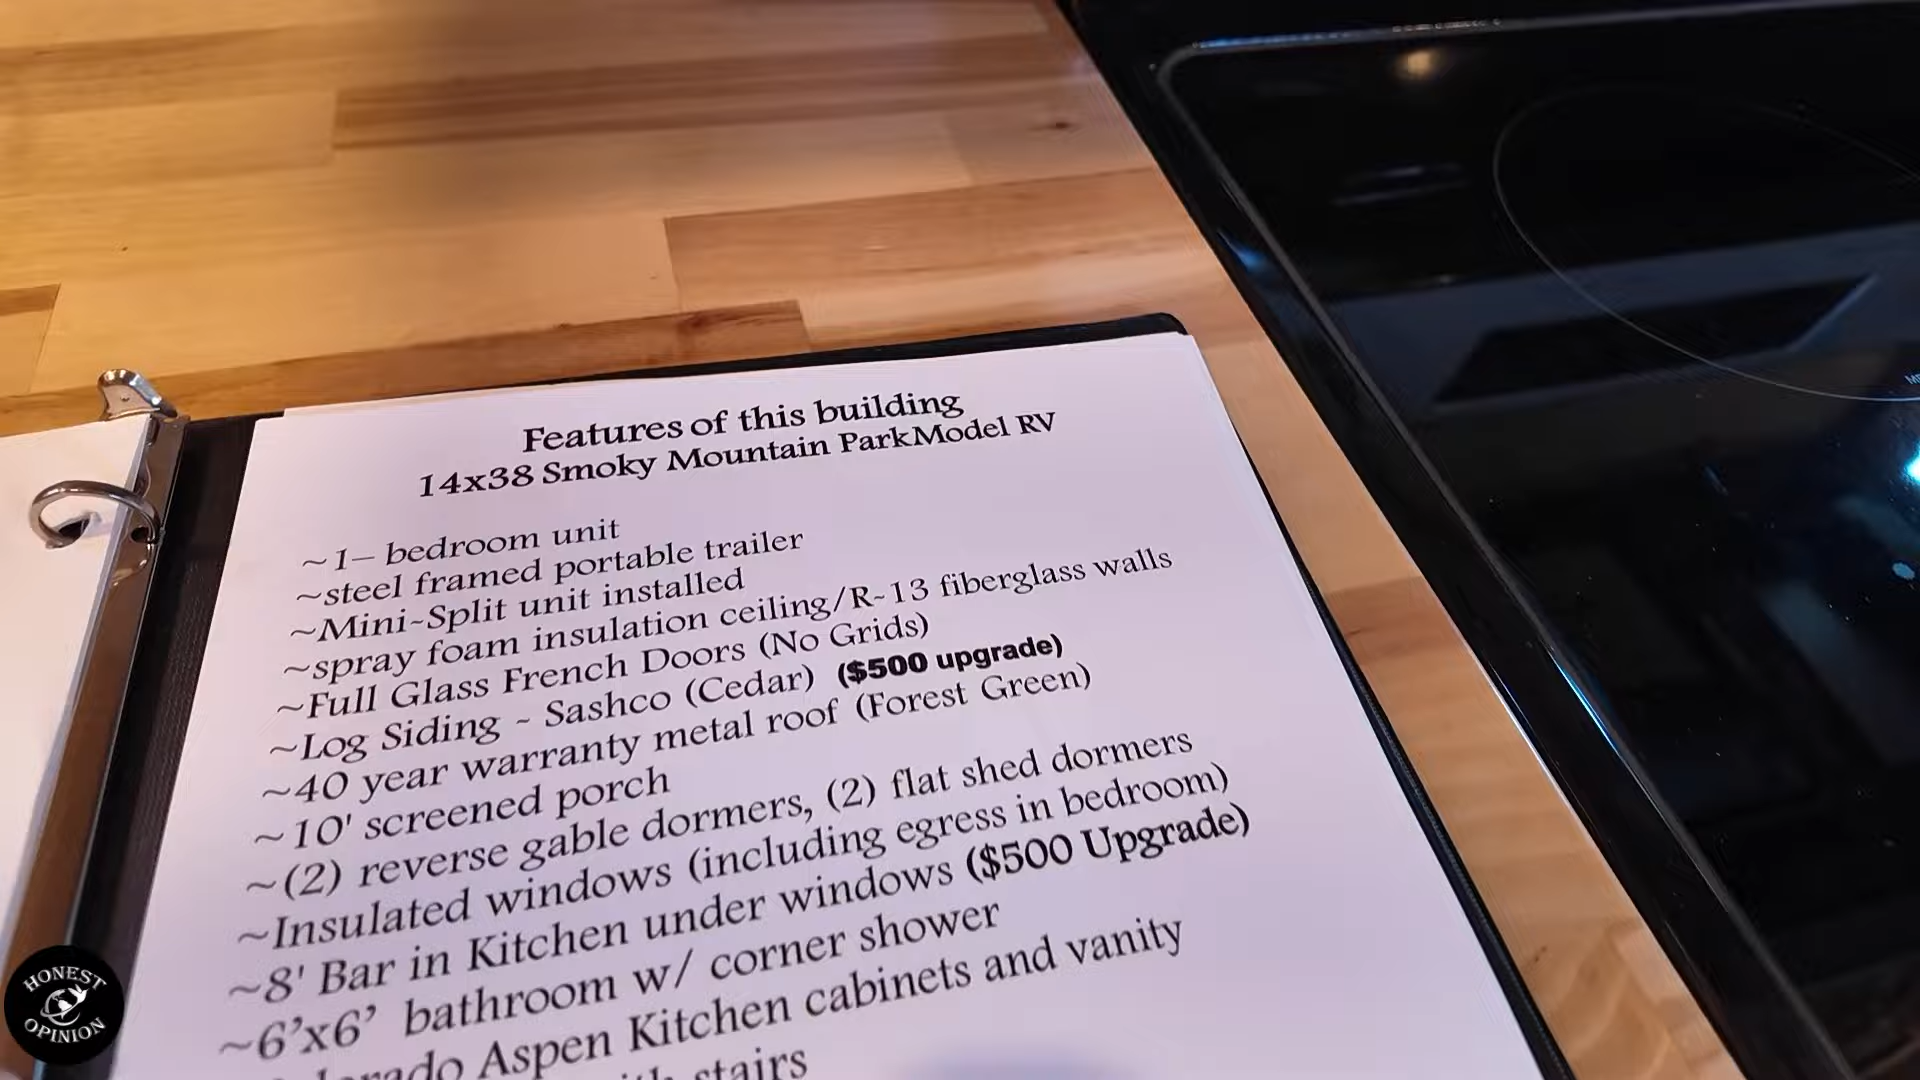 Features of this building
14x38 Smoky Mountain ParkModel RV
~1– bedroom unit
~steel framed portable trailer
~Mini-Split unit installed
~spray foam insulation ceiling/R-13 fiberglass walls
~Full Glass French Doors (No Grids)
~Log Siding - Sashco (Cedar) ($500 upgrade)
~40 year warranty metal roof (Forest Green)
~10' screened porch
~(2) reverse gable dormers, (2) flat shed dormers
~Insulated windows (including egress in bedroom)
~8' Bar in Kitchen under windows ($500 Upgrade)
~6’x6’ bathroom w/ corner shower
Aspen Kitchen cabinets and vanity
stairs
HONEST
OPINION